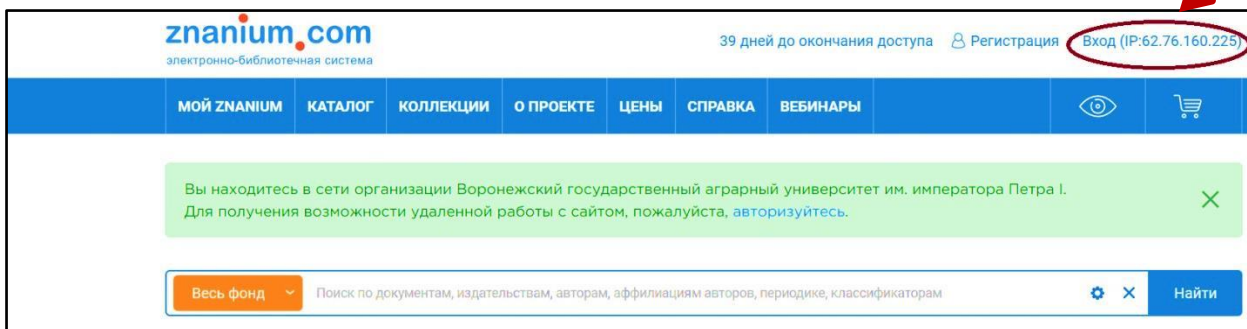 znanium.com
электронно-библиотечная система
39 дней до окончания доступа Регистрация Вход (IP:62.76.160.225)
МОЙ ZNANIUM КАТАЛОГ КОЛЛЕКЦИИ О ПРОЕКТЕ ЦЕНЫ СПРАВКА ВЕБИНАРЫ
Вы находитесь в сети организации Воронежский государственный аграрный университет им. императора Петра I.
Для получения возможности удаленной работы с сайтом, пожалуйста, авторизуйтесь.
Весь фонд Поиск по документам, издательствам, авторам, аффилиациям авторов, периодике, классификаторам Найти